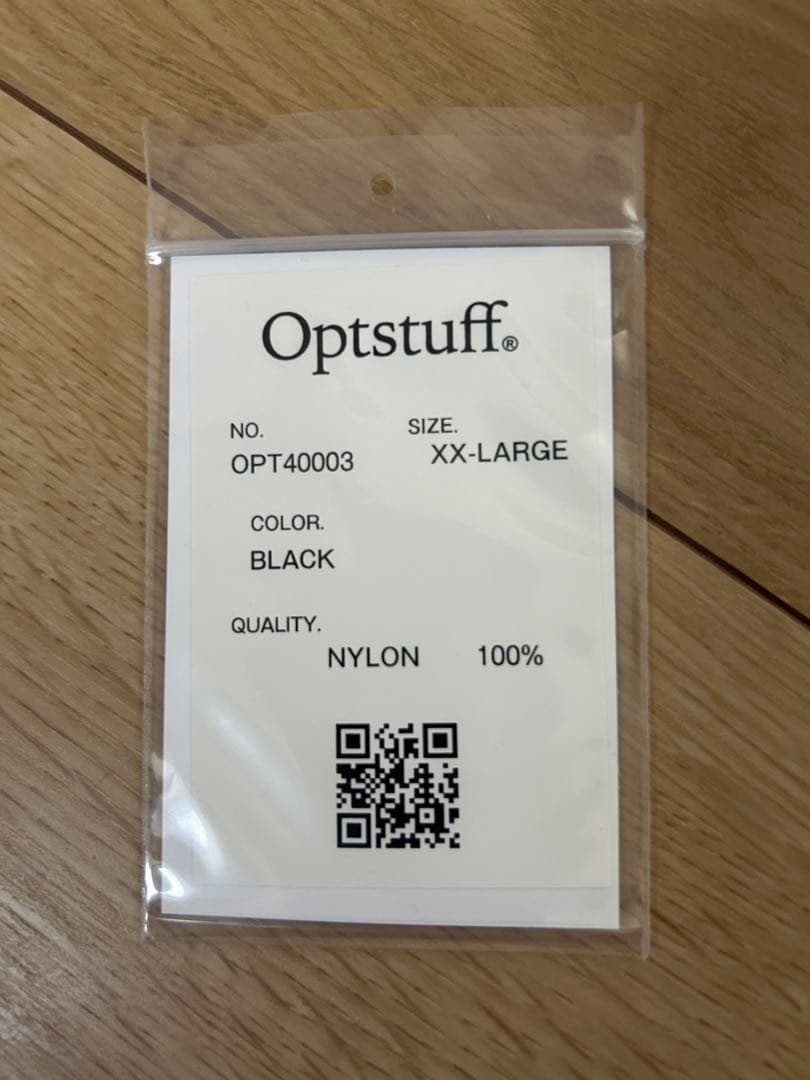 Optstuff®
NO.
OPT40003
SIZE.
XX-LARGE
COLOR.
BLACK
QUALITY.
NYLON 100%